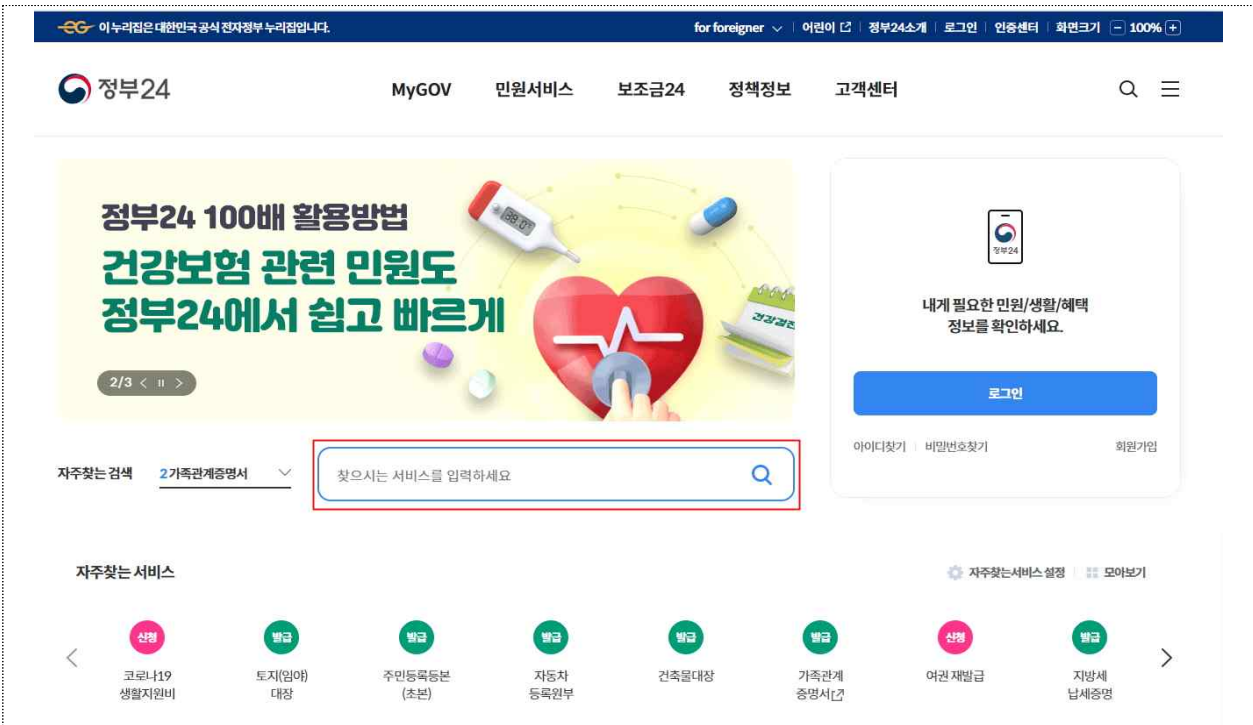 이 누리집은 대한민국 공식 전자정부 누리집입니다.
for foreigner 어린이 정부24소개 로그인 인증센터 화면크기 - 100% +
정부24
MyGOV 민원서비스 보조금24 정책정보 고객센터
정부24 100배 활용방법
건강보험 관련 민원도
정부24에서 쉽고 빠르게
38.0
건강검진
2/3
정부24
내게 필요한 민원/생활/혜택
정보를 확인하세요.
로그인
아이디찾기 비밀번호찾기 회원가입
자주찾는 검색 2 가족관계증명서
찾으시는 서비스를 입력하세요
자주찾는 서비스
자주찾는서비스 설정 모아보기
신청 발급 발급 발급 발급 발급 신청 발급
코로나19 토지(임야) 주민등록등본 자동차 건축물대장 가족관계 여권 재발급 지방세
생활지원비 대장 (초본) 등록원부 증명서 납세증명